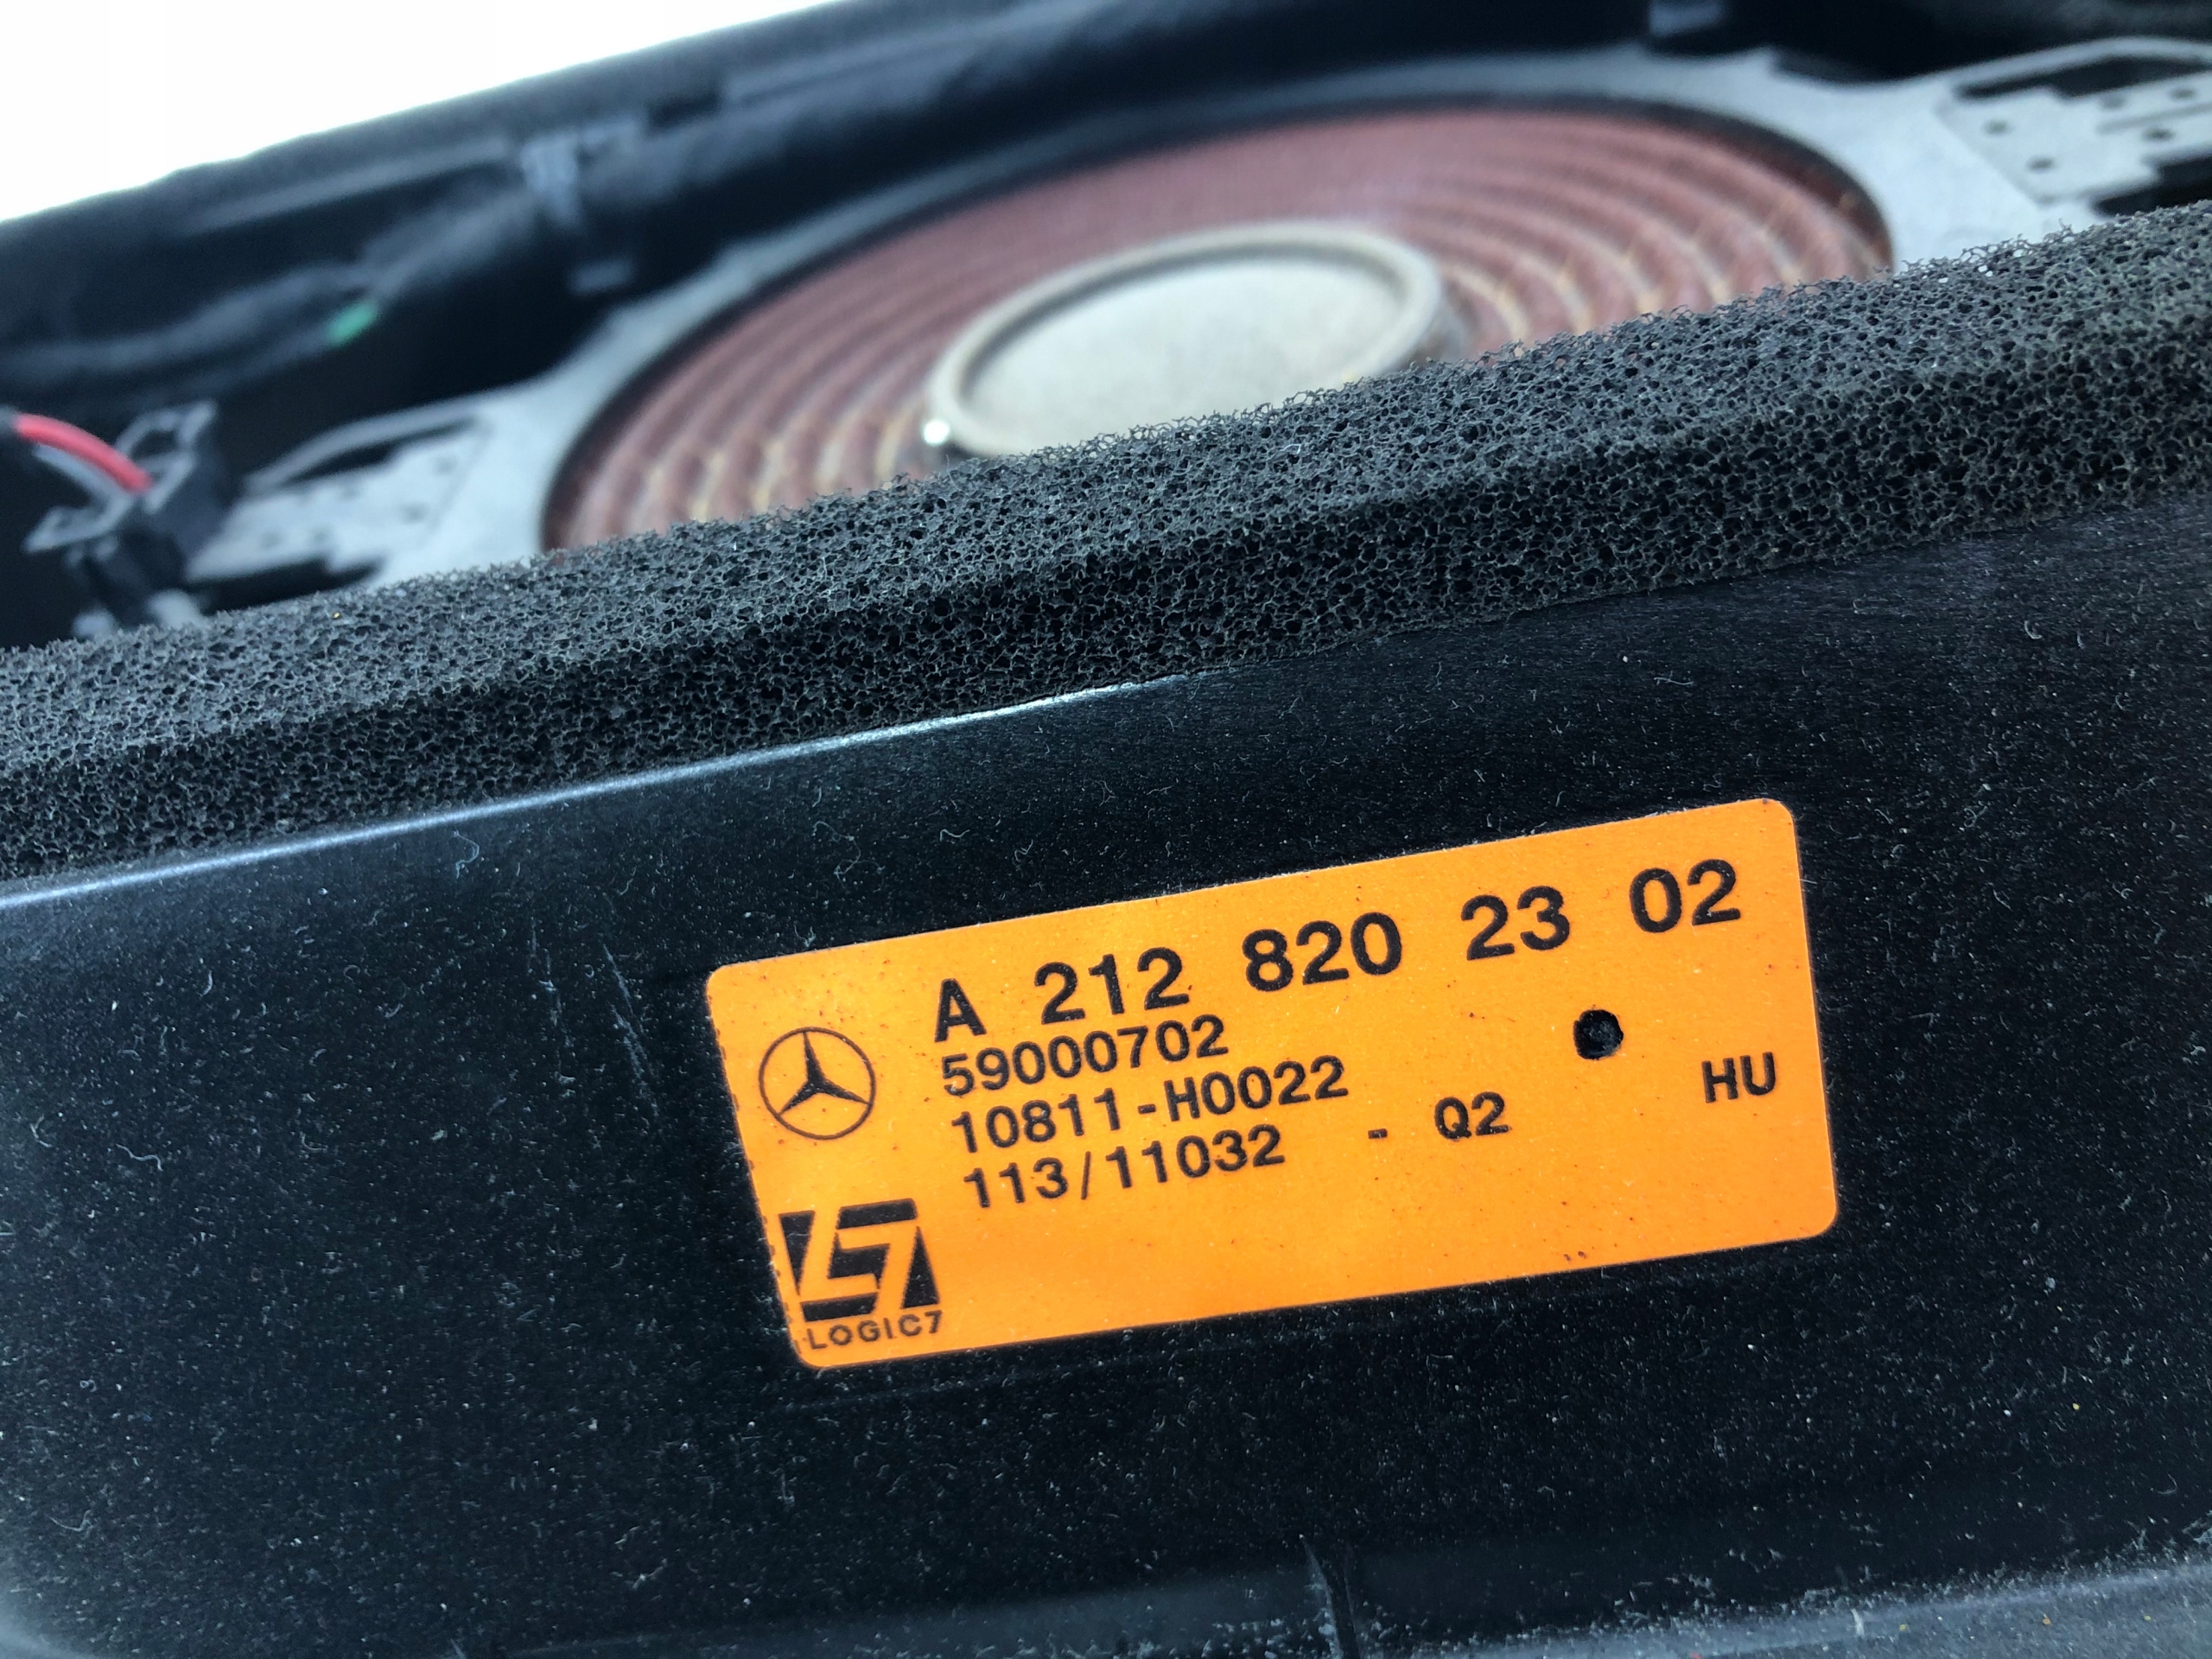 A 212 820 23 02
59000702
10811-H0022
113/11032 - Q2 HU
LOGIC7